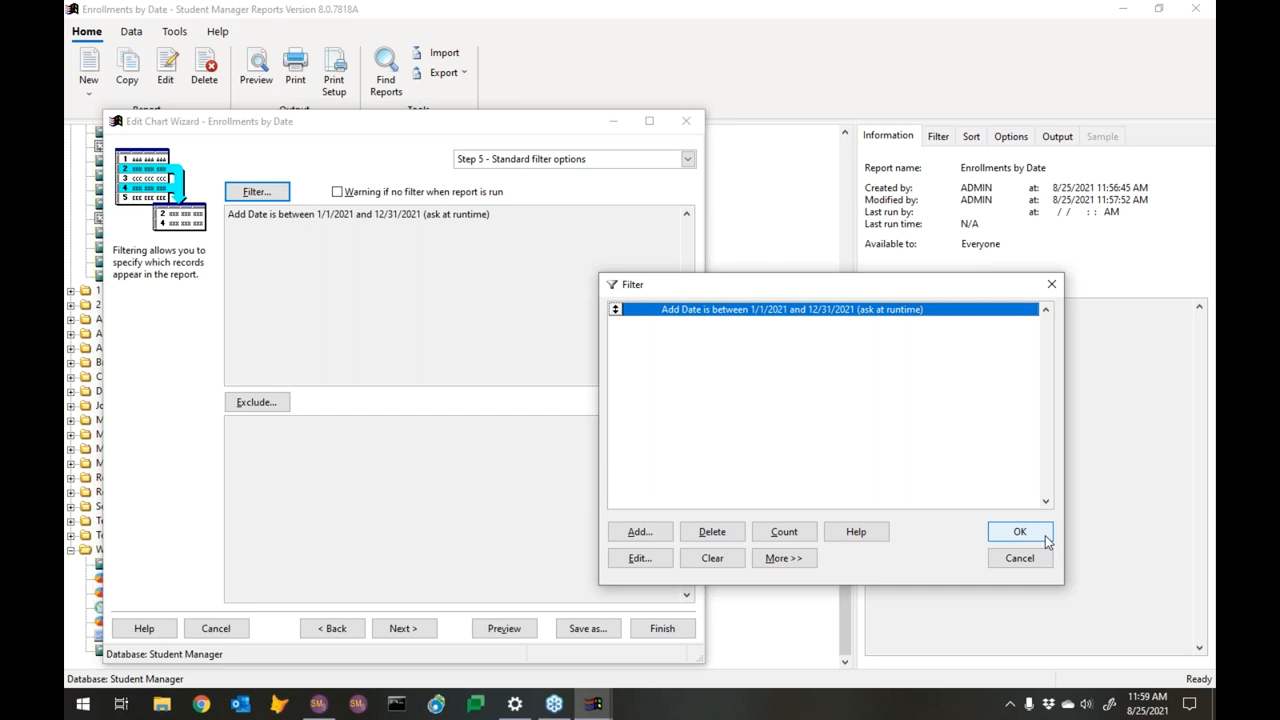 Enrollments by Date - Student Manager Reports Version 8.0.7818A
Home Data Tools Help
New Copy Edit Delete Preview Print Print Setup Find Reports Import Export
Edit Chart Wizard - Enrollments by Date
Step 5 - Standard filter options
Filter... Warning if no filter when report is run
Add Date is between 1/1/2021 and 12/31/2021 (ask at runtime)
Filtering allows you to
specify which records
appear in the report.
Exclude...
Help Cancel < Back Next > Preview Save as... Finish
Database: Student Manager
Filter
Add Date is between 1/1/2021 and 12/31/2021 (ask at runtime)
Add... Delete Count Help OK
Edit... Clear More >> Cancel
Information Filter Sort Options Output Sample
Report name: Enrollments by Date
Created by: ADMIN at: 8/25/2021 11:56:45 AM
Modified by: ADMIN at: 8/25/2021 11:57:52 AM
Last run by: at: / / : : AM
Last run time: N/A
Available to: Everyone
Database: Student Manager Ready
11:59 AM
8/25/2021